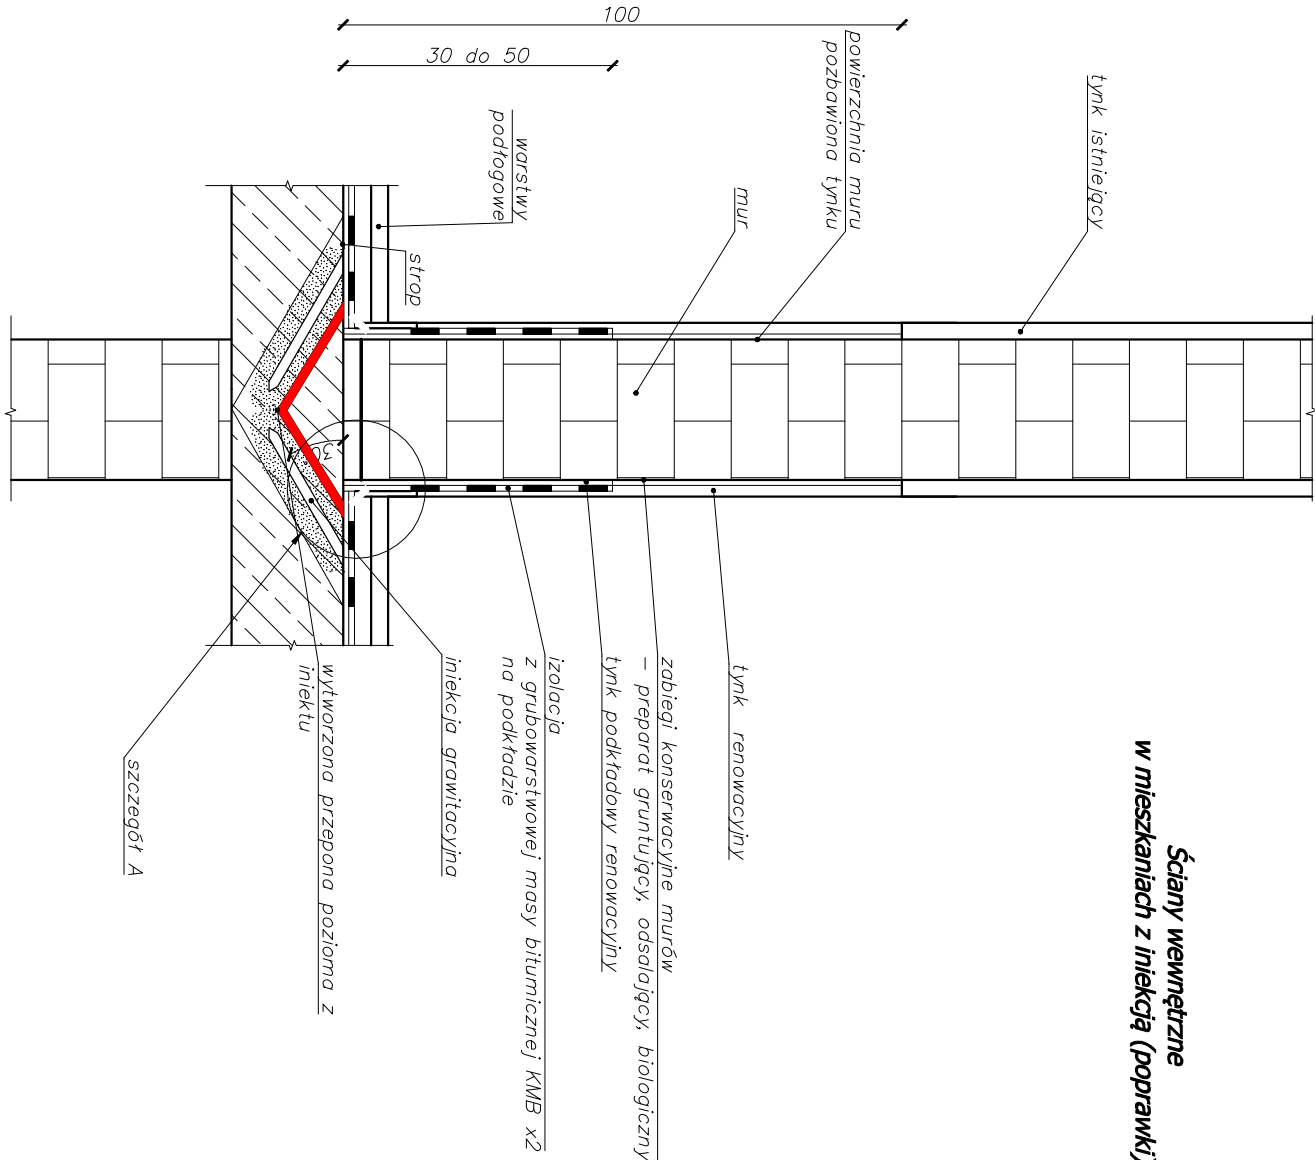 Ściany wewnętrzne
w mieszkaniach z iniekcją (poprawki)
tynk istniejący
powierzchnia muru
pozbawiona tynku
mur
warstwy
podłogowe
strop
100
30 do 50
30°
tynk renowacyjny
zabiegi konserwacyjne murów
– preparat gruntujący, odsalający, biologiczny
tynk podkładowy renowacyjny
izolacja
z grubowarstwowej masy bitumicznej KMB x2
na podkładzie
iniekcja grawitacyjna
wytworzona przepona pozioma z
iniektu
szczegół A